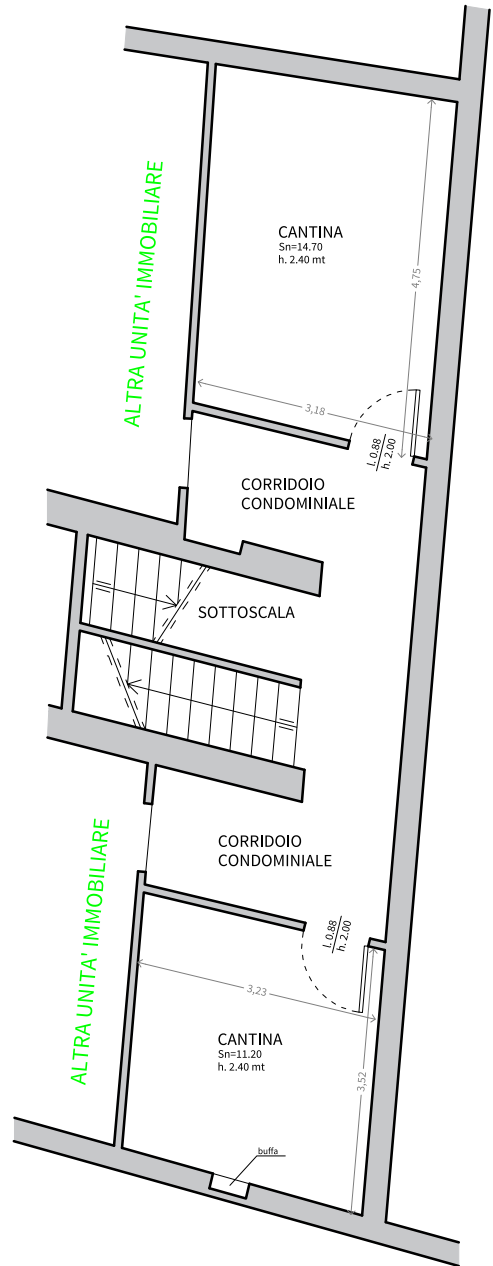 ALTRA UNITA' IMMOBILIARE
CANTINA
Sn=14.70
h. 2.40 mt
4,75
3,18
l. 0.88
h. 2.00
CORRIDOIO
CONDOMINIALE
SOTTOSCALA
CORRIDOIO
CONDOMINIALE
ALTRA UNITA' IMMOBILIARE
l. 0.88
h. 2.00
3,23
CANTINA
Sn=11.20
h. 2.40 mt
3,52
buffa